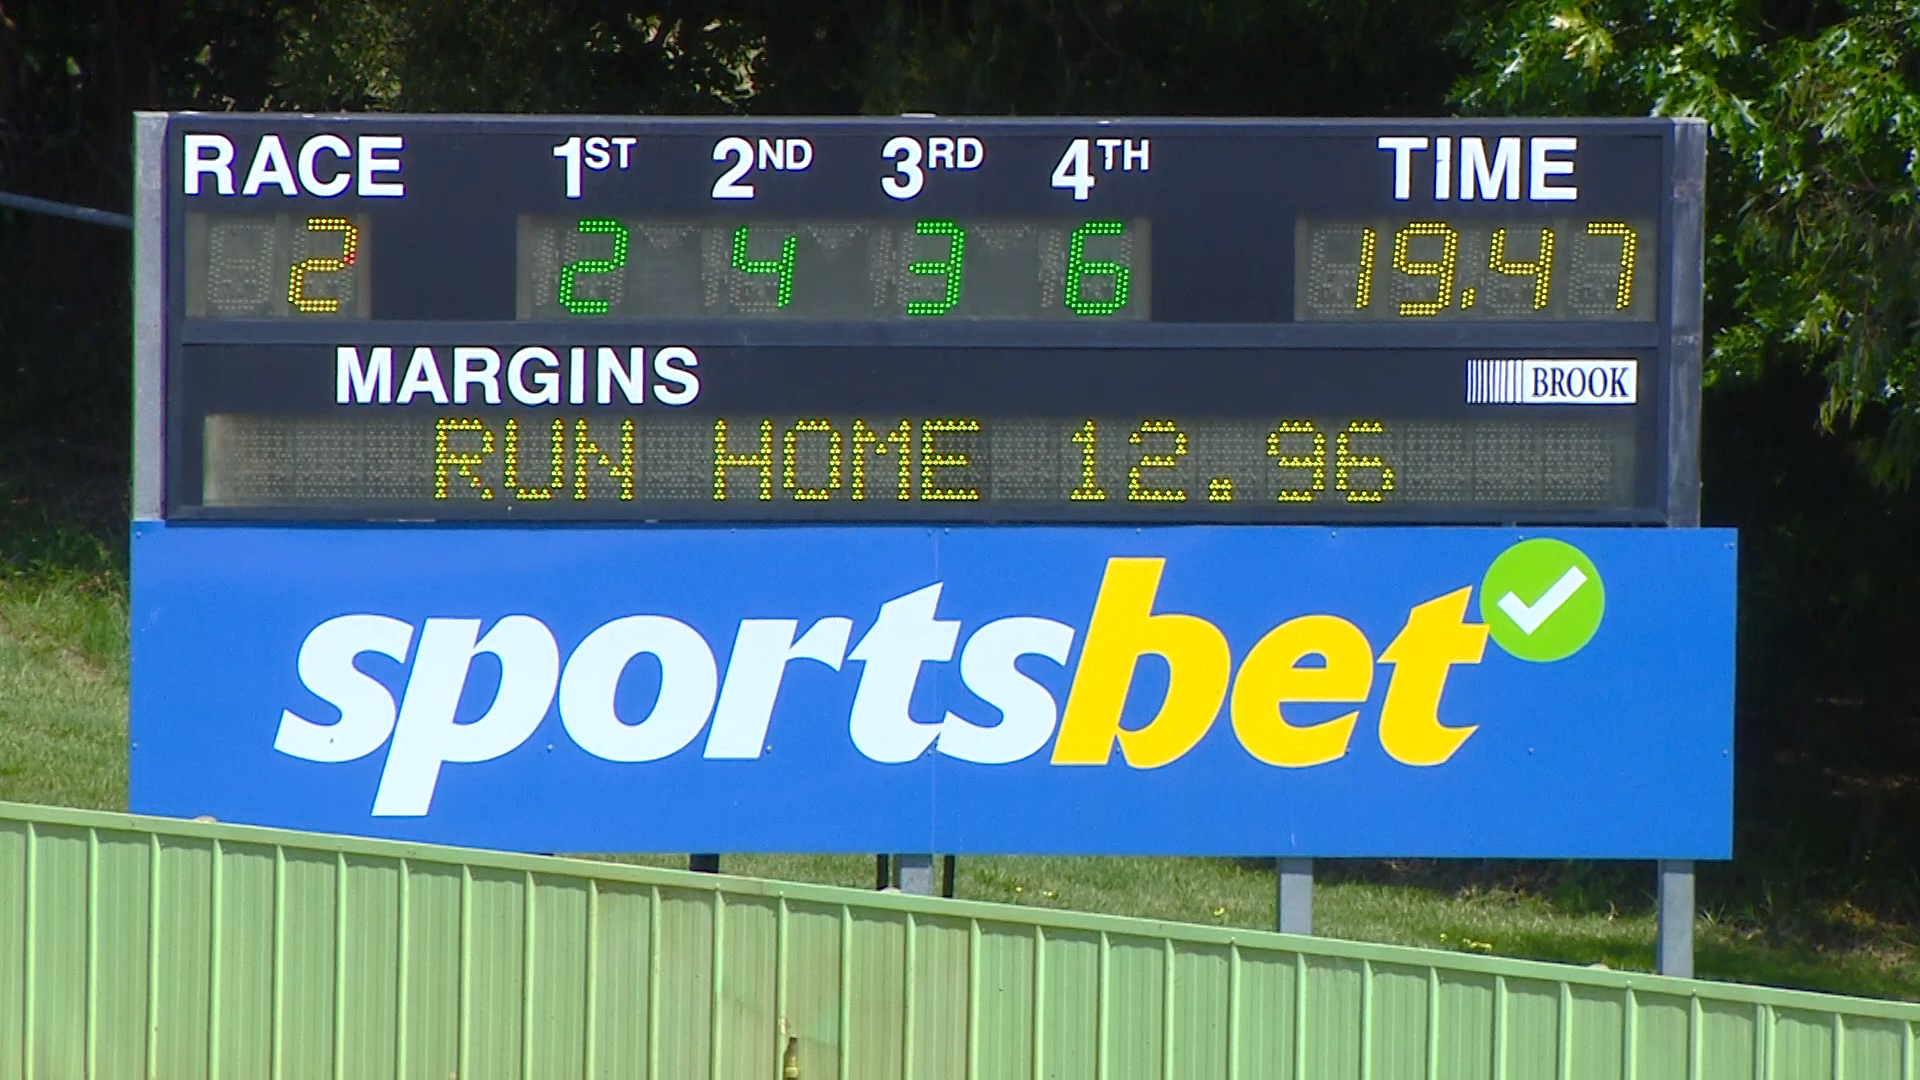 RACE 1ST 2ND 3RD 4TH TIME
2 2 4 3 6 19.47
MARGINS BROOK
RUN HOME 12.96
sportsbet